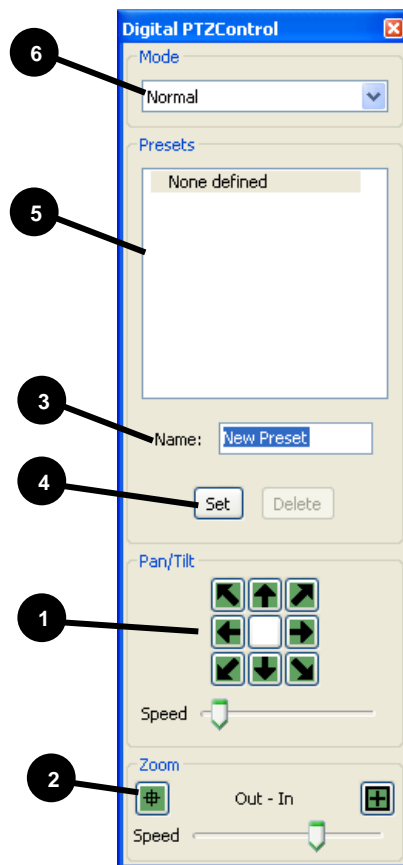 Digital PTZControl
6
Mode
Normal
Presets
None defined
5
3
Name: New Preset
4
Set Delete
Pan/Tilt
1
Speed
Zoom
2
Out - In
Speed